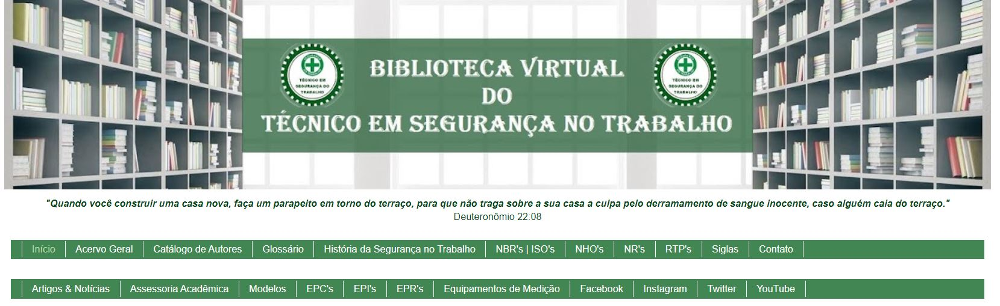 TÉCNICO EM
SEGURANÇA DO
TRABALHO
BIBLIOTECA VIRTUAL
DO
TÉCNICO EM SEGURANÇA NO TRABALHO
TÉCNICO EM
SEGURANÇA DO
TRABALHO
"Quando você construir uma casa nova, faça um parapeito em torno do terraço, para que não traga sobre a sua casa a culpa pelo derramamento de sangue inocente, caso alguém caia do terraço."
Deuteronômio 22:08
Início Acervo Geral Catálogo de Autores Glossário História da Segurança no Trabalho NBR's | ISO's NHO's NR's RTP's Siglas Contato
Artigos & Notícias Assessoria Acadêmica Modelos EPC's EPI's EPR's Equipamentos de Medição Facebook Instagram Twitter YouTube